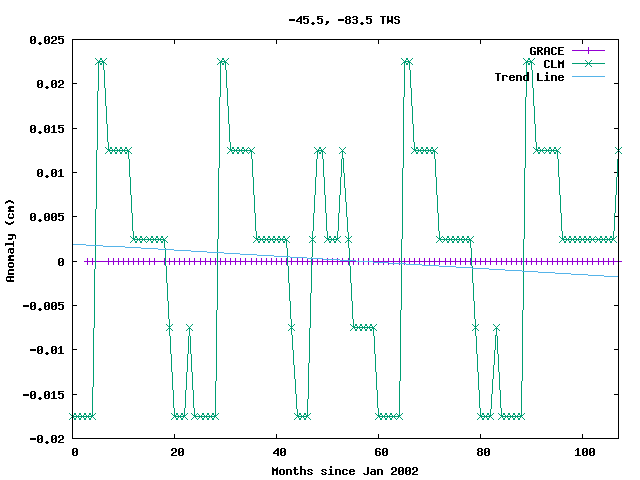 -45.5, -83.5 TWS
GRACE
CLM
Trend Line
0.025
0.02
0.015
0.01
0.005
0
-0.005
-0.01
-0.015
-0.02
Anomaly (cm)
0 20 40 60 80 100
Months since Jan 2002